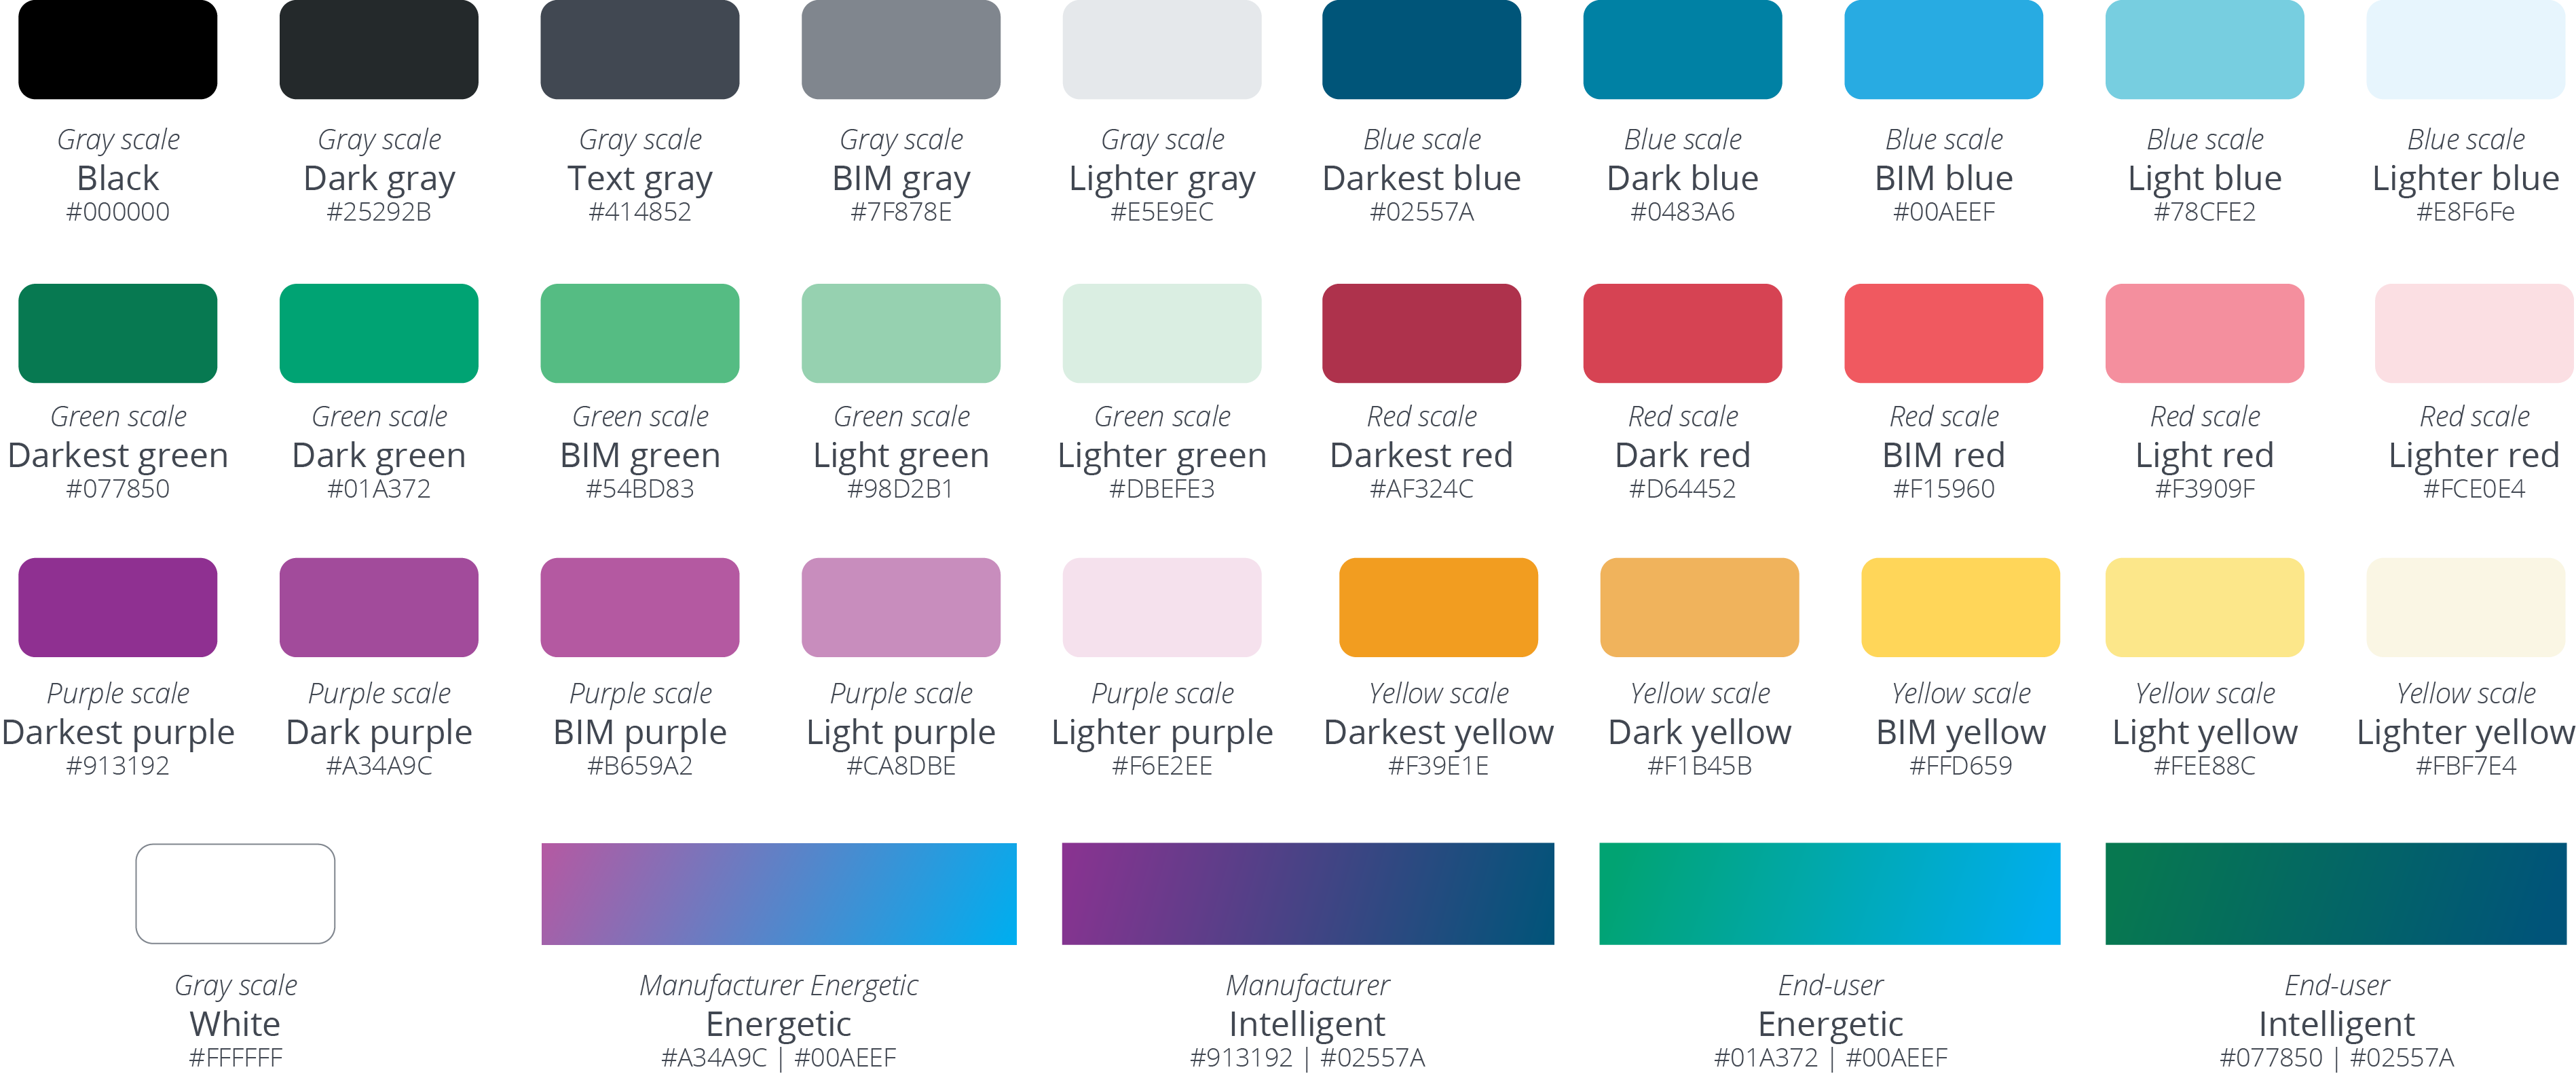 Gray scale
Black
#000000
Gray scale
Dark gray
#25292B
Gray scale
Text gray
#414852
Gray scale
BIM gray
#7F878E
Gray scale
Lighter gray
#E5E9EC
Blue scale
Darkest blue
#02557A
Blue scale
Dark blue
#0483A6
Blue scale
BIM blue
#00AEEF
Blue scale
Light blue
#78CFE2
Blue scale
Lighter blue
#E8F6Fe
Green scale
Darkest green
#077850
Green scale
Dark green
#01A372
Green scale
BIM green
#54BD83
Green scale
Light green
#98D2B1
Green scale
Lighter green
#DBEFE3
Red scale
Darkest red
#AF324C
Red scale
Dark red
#D64452
Red scale
BIM red
#F15960
Red scale
Light red
#F3909F
Red scale
Lighter red
#FCE0E4
Purple scale
Darkest purple
#913192
Purple scale
Dark purple
#A34A9C
Purple scale
BIM purple
#B659A2
Purple scale
Light purple
#CA8DBE
Purple scale
Lighter purple
#F6E2EE
Yellow scale
Darkest yellow
#F39E1E
Yellow scale
Dark yellow
#F1B45B
Yellow scale
BIM yellow
#FFD659
Yellow scale
Light yellow
#FEE88C
Yellow scale
Lighter yellow
#FBF7E4
Gray scale
White
#FFFFFF
Manufacturer Energetic
Energetic
#A34A9C | #00AEEF
Manufacturer
Intelligent
#913192 | #02557A
End-user
Energetic
#01A372 | #00AEEF
End-user
Intelligent
#077850 | #02557A